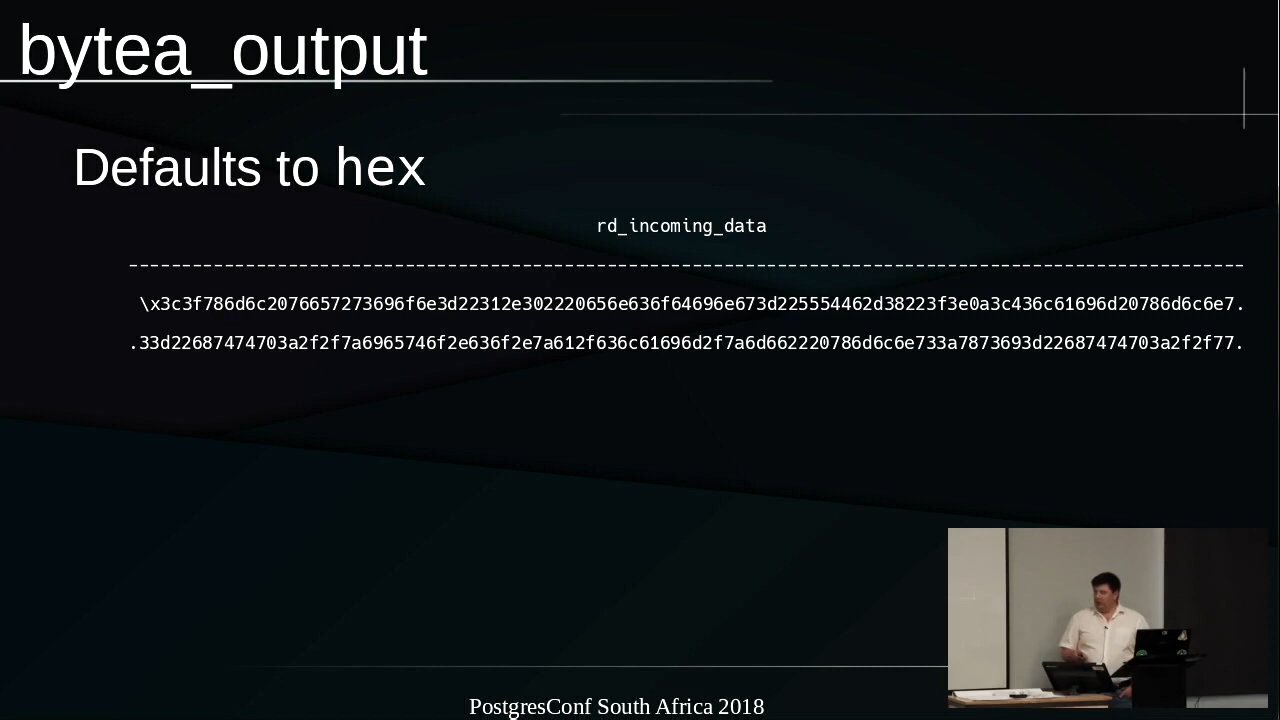 bytea_output
Defaults to hex
rd_incoming_data
---------------------------------------------------------------------------------------------------------
\x3c3f786d6c2076657273696f6e3d22312e302220656e636f64696e673d225554462d38223f3e0a3c436c61696d20786d6c6e7.
.33d22687474703a2f2f7a6965746f2e636f2e7a612f636c61696d2f7a6d662220786d6c6e733a7873693d22687474703a2f2f77.
PostgresConf South Africa 2018